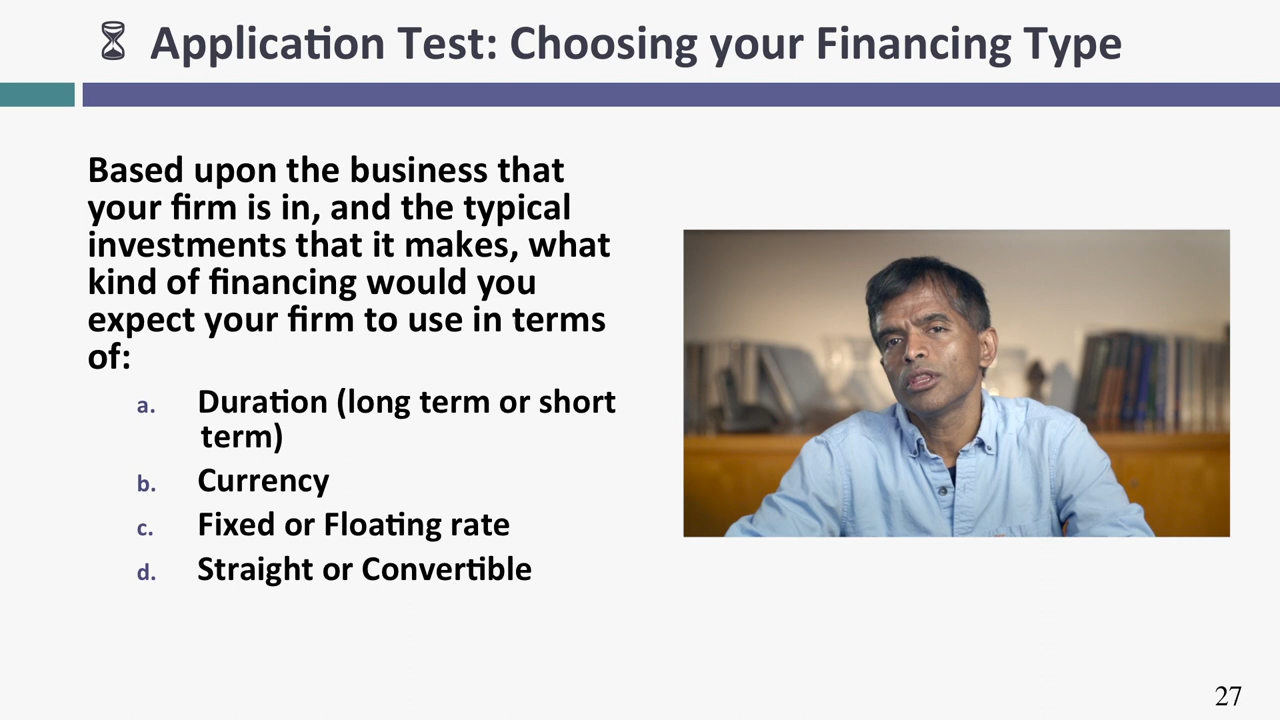 Application Test: Choosing your Financing Type
Based upon the business that
your firm is in, and the typical
investments that it makes, what
kind of financing would you
expect your firm to use in terms
of:
a. Duration (long term or short
term)
b. Currency
c. Fixed or Floating rate
d. Straight or Convertible
27